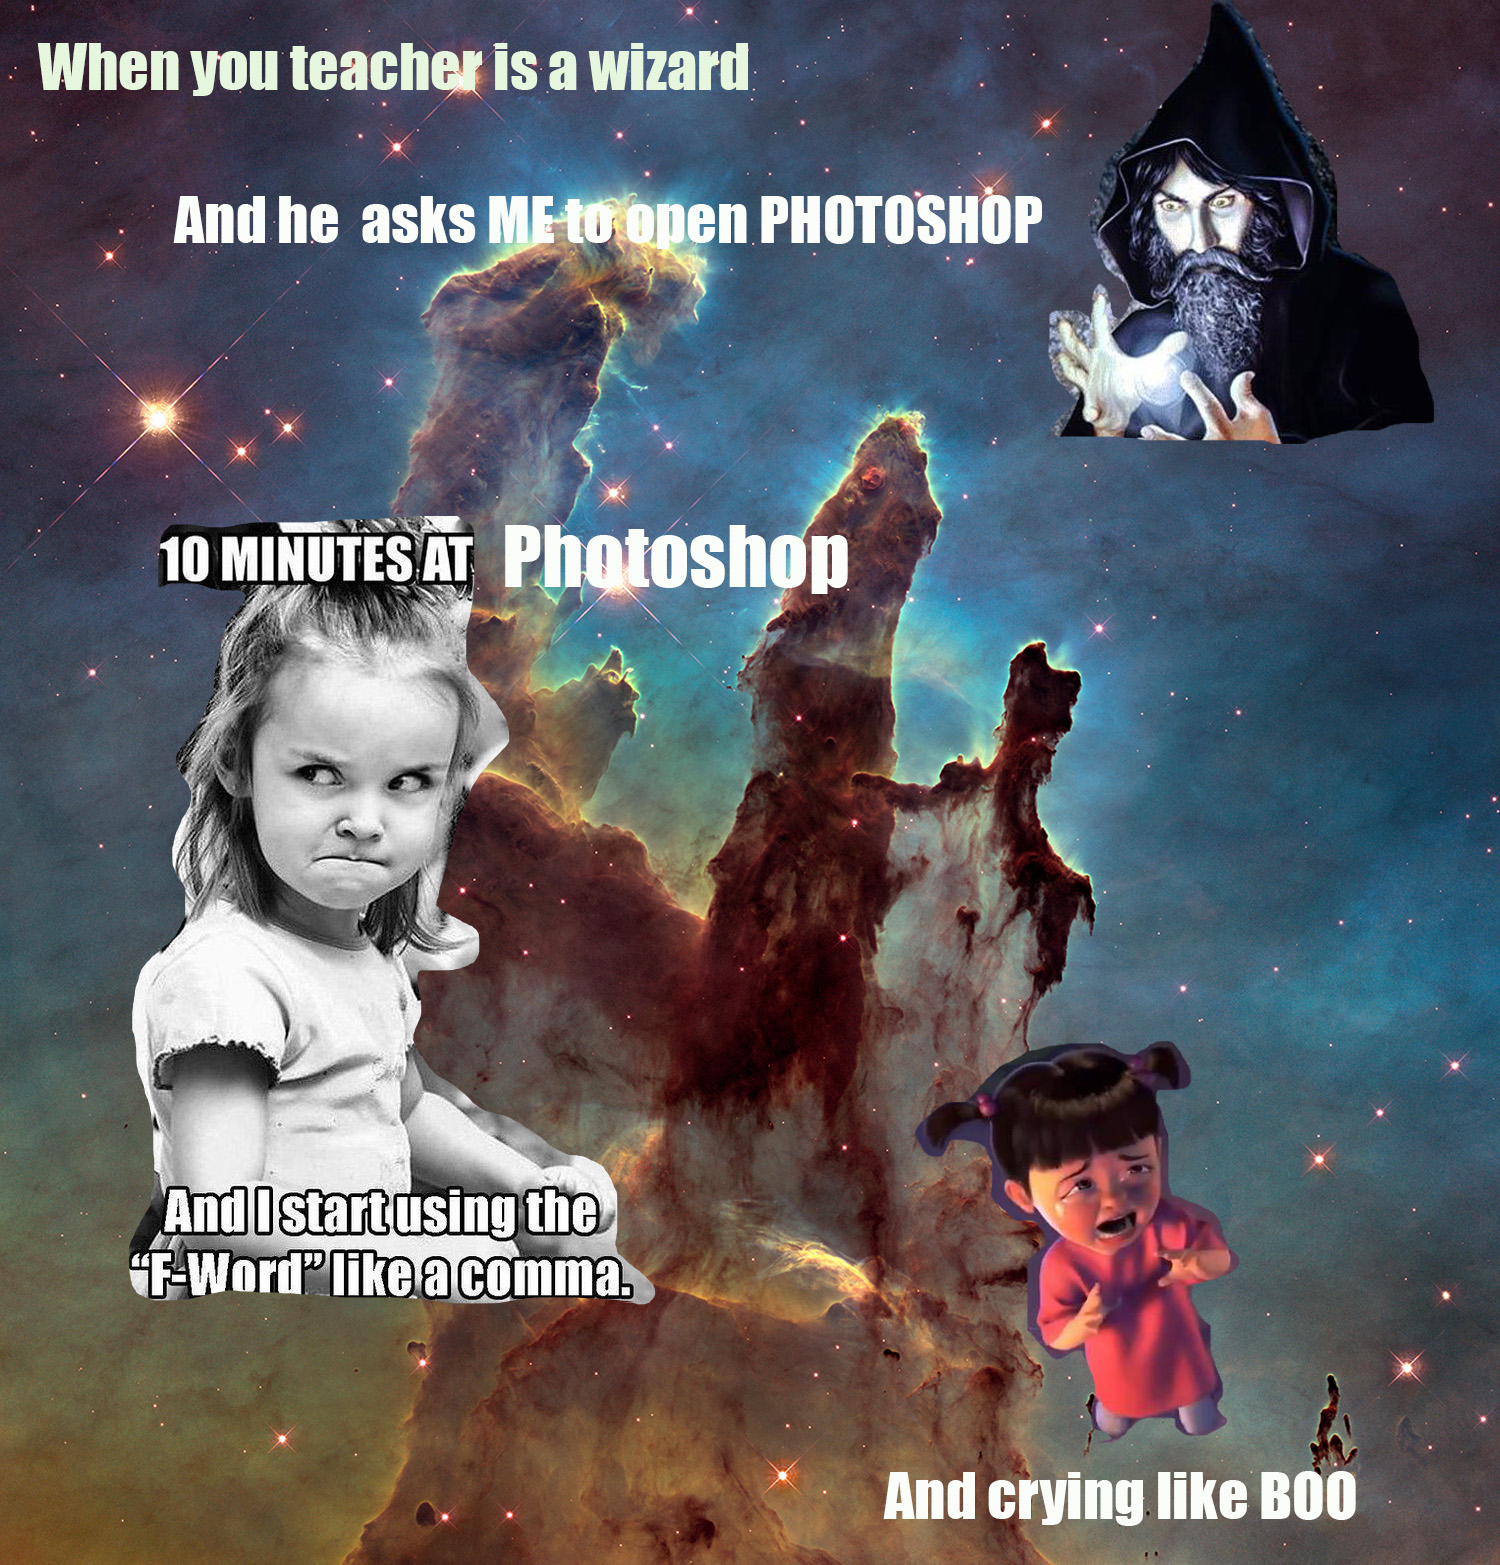 When you teacher is a wizard
And he asks ME to open PHOTOSHOP
10 MINUTES AT Photoshop
And I start using the
“F-Word” like a comma.
And crying like BOO